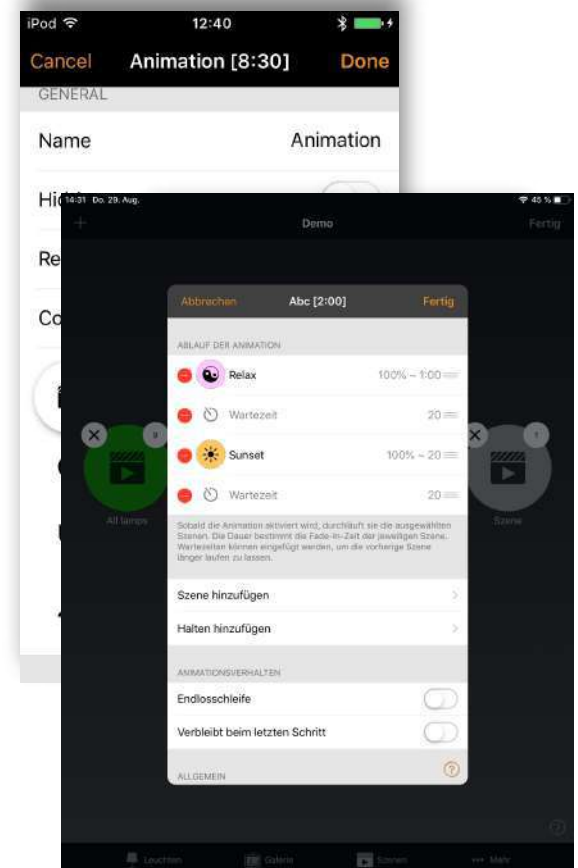 iPod 12:40
Cancel Animation [8:30] Done
GENERAL
Name Animation
Hid
Re
Co
14:31 Do. 29. Aug. 45 %
+ Demo Fertig
Abbrechen Abc [2:00] Fertig
ABLAUF DER ANIMATION
Relax 100% ~ 1:00
Wartezeit 20
Sunset 100% ~ 20
Wartezeit 20
Sobald die Animation aktiviert wird, durchläuft sie die ausgewählten
Szenen. Die Dauer bestimmt die Fade-In-Zeit der jeweiligen Szene.
Wartezeiten können eingefügt werden, um die vorherige Szene
länger laufen zu lassen.
All lamps
Szene
Szene hinzufügen
Halten hinzufügen
ANIMATIONSVERHALTEN
Endlosschleife
Verbleibt beim letzten Schritt
ALLGEMEIN
Leuchten Galerie Szenen Mehr